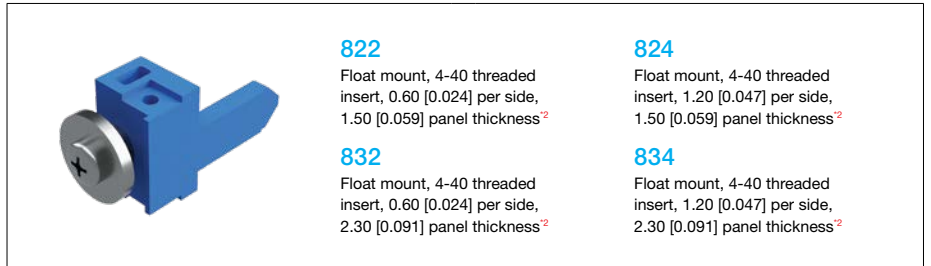 822
Float mount, 4-40 threaded
insert, 0.60 [0.024] per side,
1.50 [0.059] panel thickness*2
832
Float mount, 4-40 threaded
insert, 0.60 [0.024] per side,
2.30 [0.091] panel thickness*2
824
Float mount, 4-40 threaded
insert, 1.20 [0.047] per side,
1.50 [0.059] panel thickness*2
834
Float mount, 4-40 threaded
insert, 1.20 [0.047] per side,
2.30 [0.091] panel thickness*2